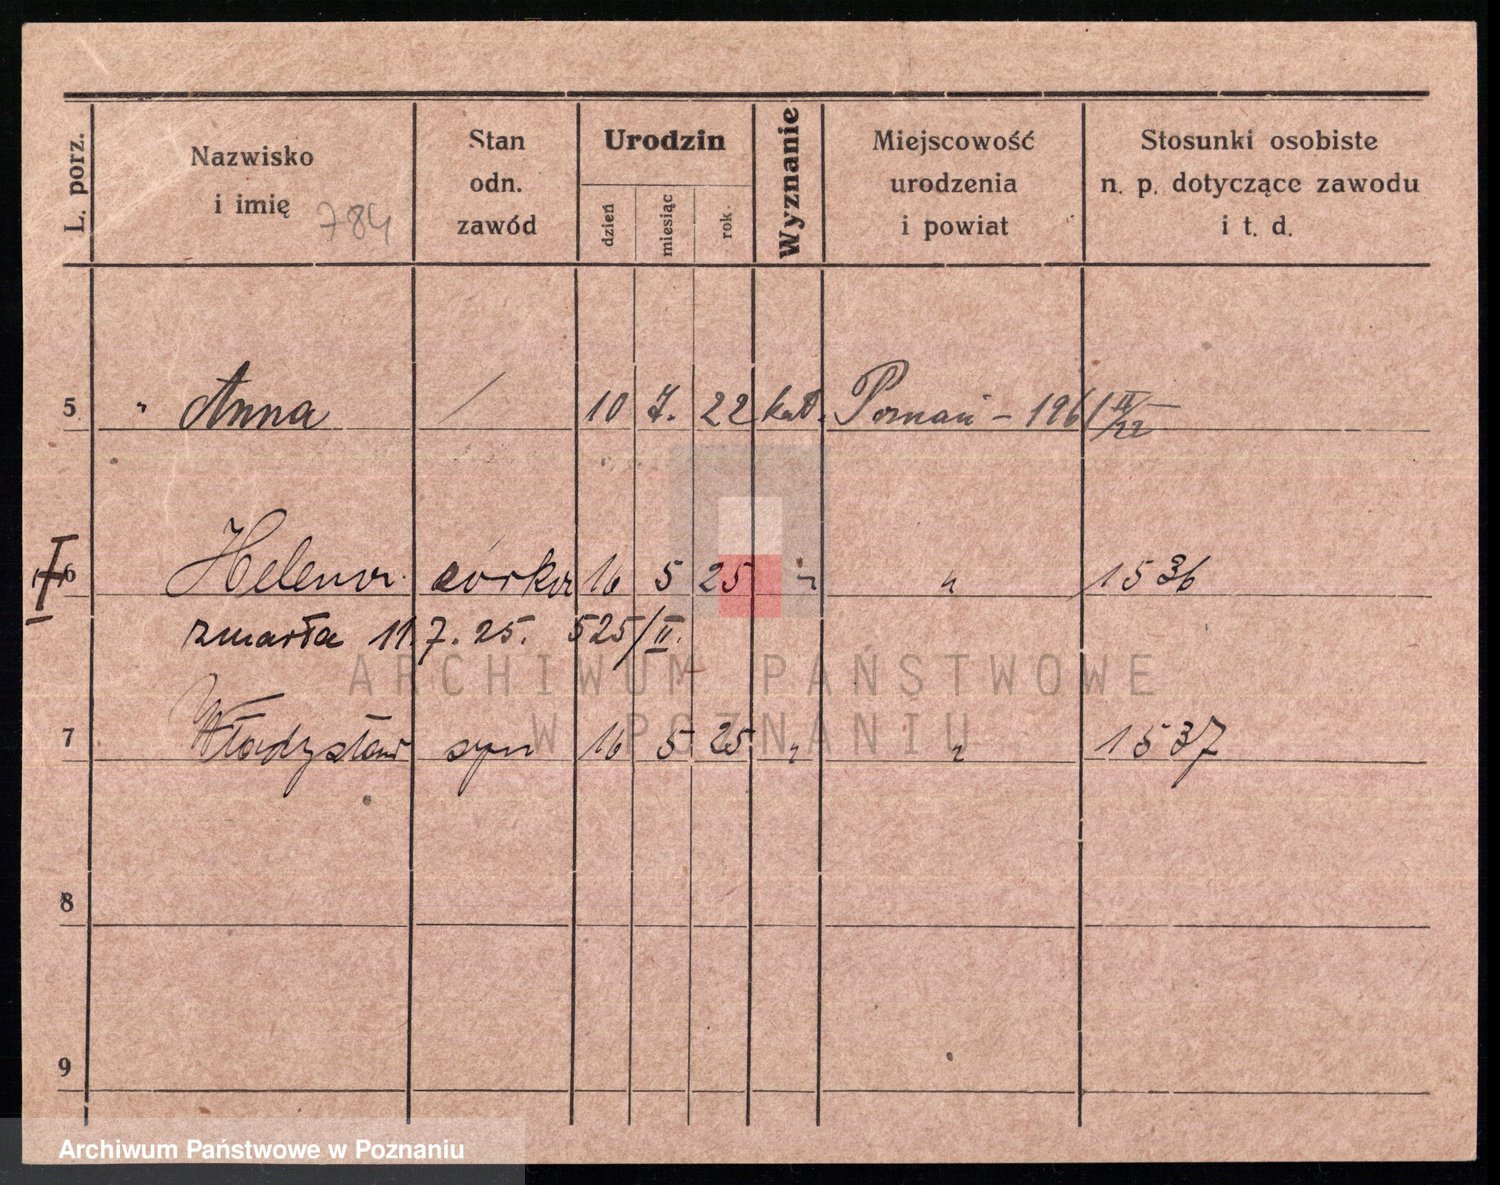 L. porz. Nazwisko i imię Stan odn. zawód Urodzin dzień miesiąc rok. Wyznanie Miejscowość urodzenia i powiat Stosunki osobiste n. p. dotyczące zawodu i t. d.
784
5 " Anna / 10 7. 22 kat. Poznań - 1961 II/22
6 Helena córka 16 5 25 " " 1536
zmarła 11.7.25. 525/II.
7 Władysław syn 16 5 25 " " 1537
8
9
ARCHIWUM PAŃSTWOWE
W POZNANIU
Archiwum Państwowe w Poznaniu